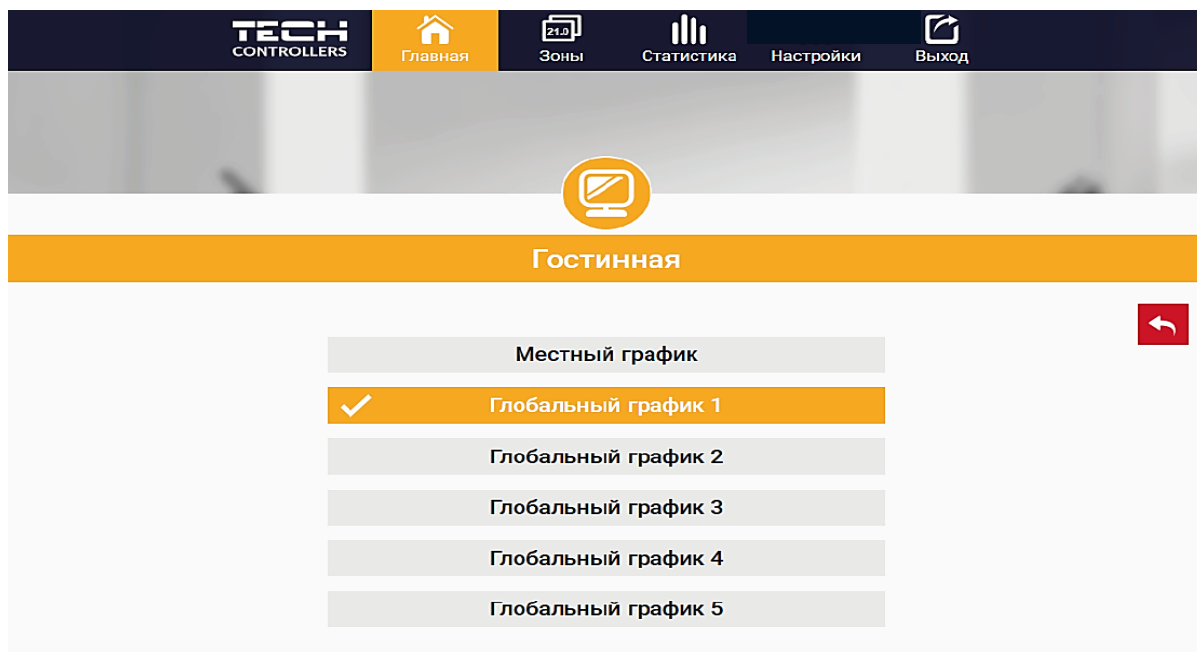 TECH
CONTROLLERS
Главная
21.0
Зоны
Статистика
Настройки
Выход
Гостинная
Местный график
Глобальный график 1
Глобальный график 2
Глобальный график 3
Глобальный график 4
Глобальный график 5